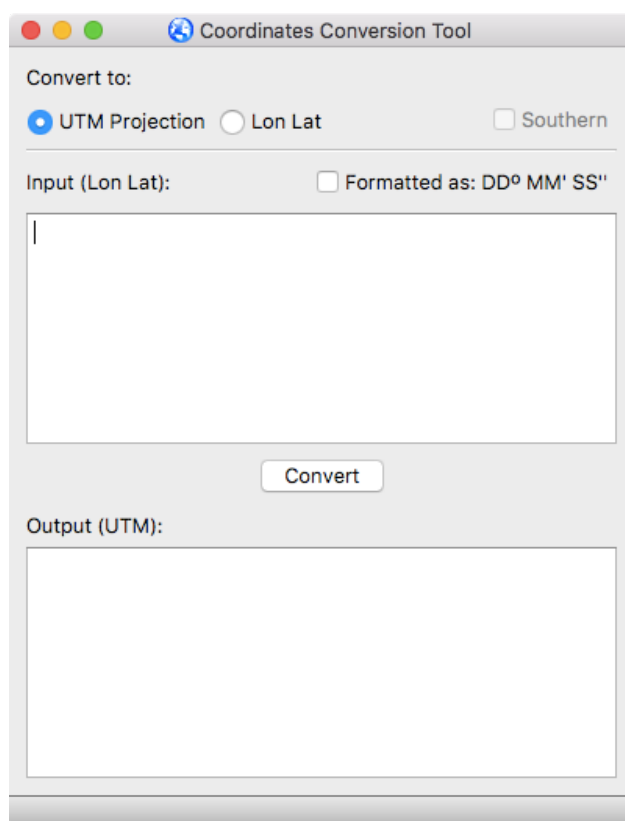 Coordinates Conversion Tool
Convert to:
UTM Projection Lon Lat Southern
Input (Lon Lat): Formatted as: DDº MM' SS''
Convert
Output (UTM):